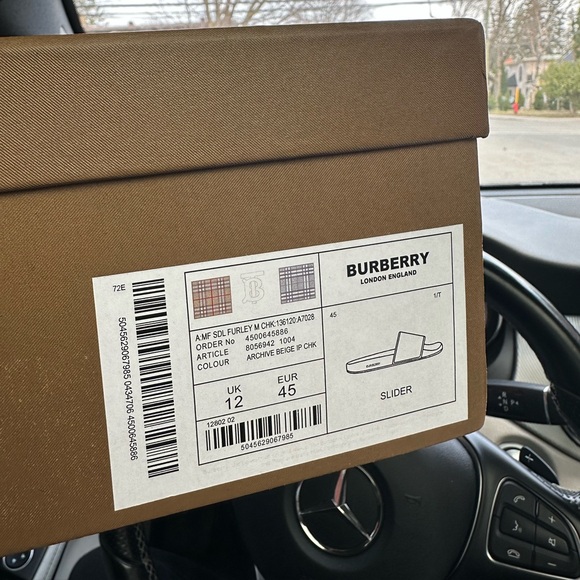 72E
5045629067985 0434706 4500645886
BURBERRY
LONDON ENGLAND
A:MF SDL FURLEY M CHK:136120:A7028
ORDER No 4500645886
ARTICLE 8056942 1004
COLOUR ARCHIVE BEIGE IP CHK
UK EUR
12 45
12802 02
5045629067985
45 1/T
BURBERRY
SLIDER
R
N
D
P